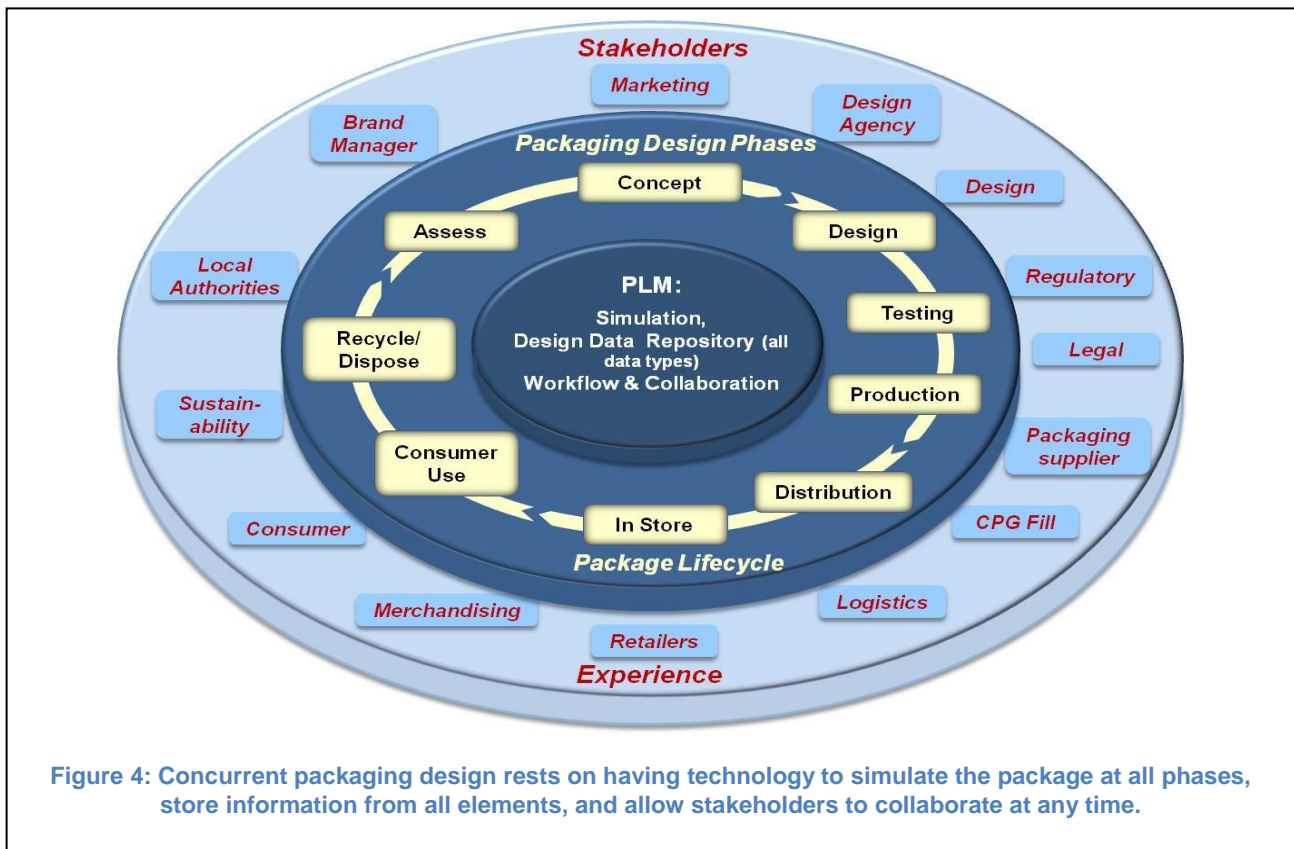 Stakeholders
Marketing
Brand
Manager
Design
Agency
Packaging Design Phases
Concept
Design
Assess
Design
Local
Authorities
Regulatory
PLM:
Simulation,
Design Data Repository (all
data types)
Workflow & Collaboration
Testing
Recycle/
Dispose
Legal
Production
Sustain-
ability
Packaging
supplier
Consumer
Use
Distribution
In Store
Consumer
CPG Fill
Package Lifecycle
Merchandising
Logistics
Retailers
Experience
Figure 4: Concurrent packaging design rests on having technology to simulate the package at all phases,
store information from all elements, and allow stakeholders to collaborate at any time.